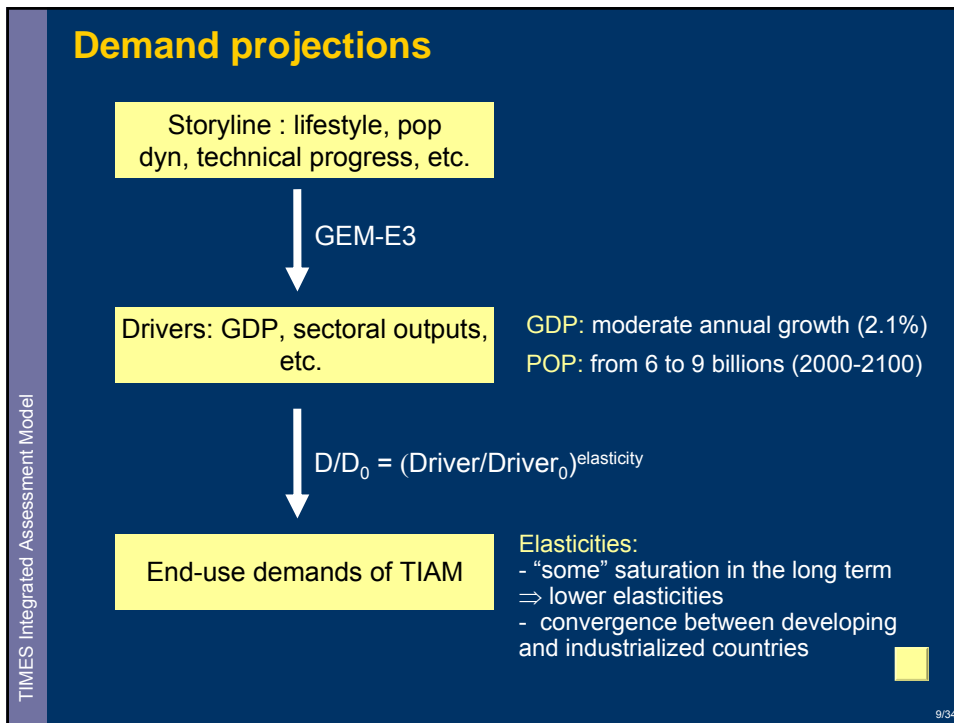 Demand projections
Storyline : lifestyle, pop
dyn, technical progress, etc.
GEM-E3
Drivers: GDP, sectoral outputs,
etc.
GDP: moderate annual growth (2.1%)
POP: from 6 to 9 billions (2000-2100)
D/D₀ = (Driver/Driver₀)^elasticity
End-use demands of TIAM
Elasticities:
- “some” saturation in the long term
⇒ lower elasticities
- convergence between developing
and industrialized countries
TIMES Integrated Assessment Model
9/34